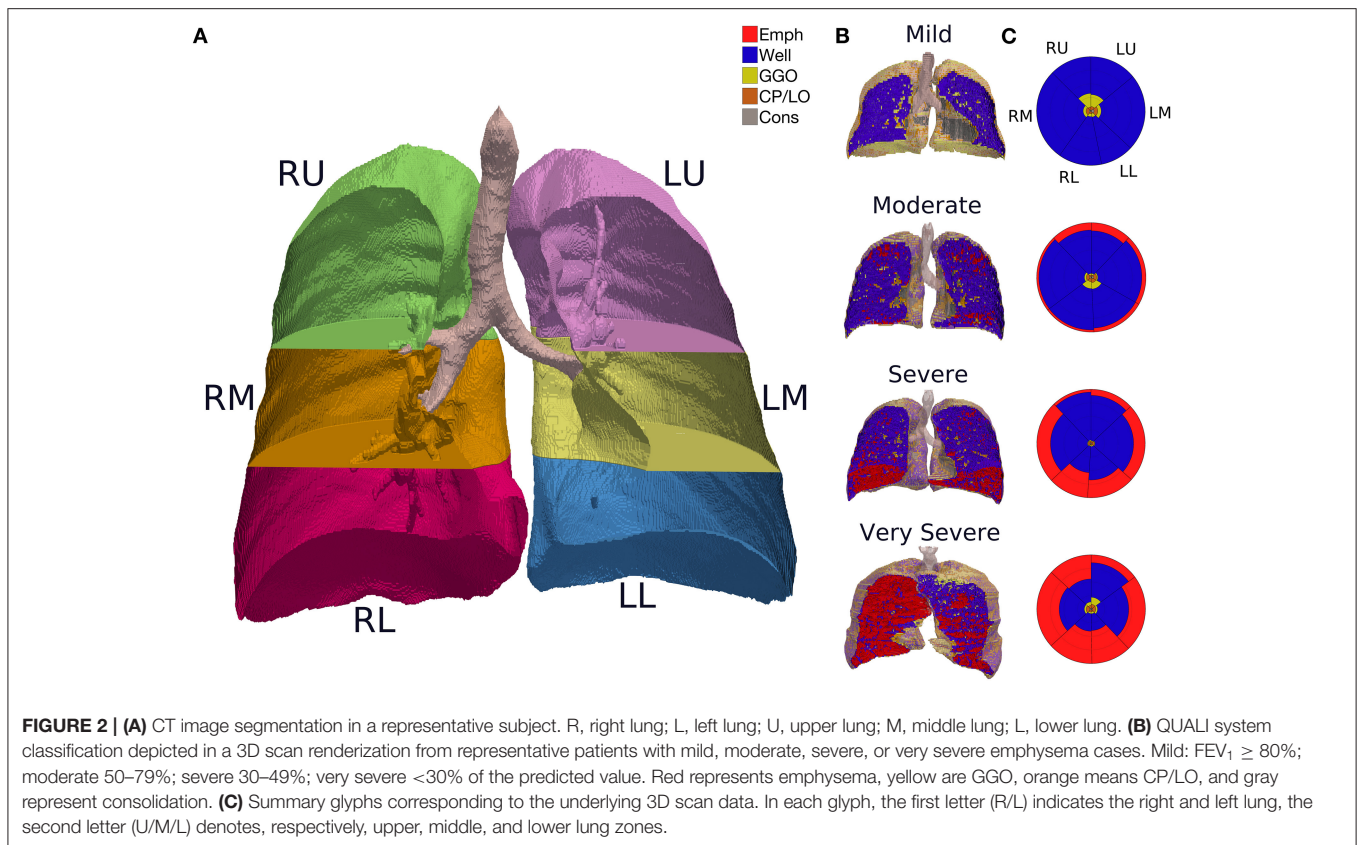 A
RU
LU
RM
LM
RL
LL
Emph
Well
GGO
CP/LO
Cons
B
Mild
Moderate
Severe
Very Severe
C
RU
LU
RM
LM
RL
LL
FIGURE 2 | (A) CT image segmentation in a representative subject. R, right lung; L, left lung; U, upper lung; M, middle lung; L, lower lung. (B) QUALI system
classification depicted in a 3D scan renderization from representative patients with mild, moderate, severe, or very severe emphysema cases. Mild: FEV₁ ≥ 80%;
moderate 50–79%; severe 30–49%; very severe <30% of the predicted value. Red represents emphysema, yellow are GGO, orange means CP/LO, and gray
represent consolidation. (C) Summary glyphs corresponding to the underlying 3D scan data. In each glyph, the first letter (R/L) indicates the right and left lung, the
second letter (U/M/L) denotes, respectively, upper, middle, and lower lung zones.